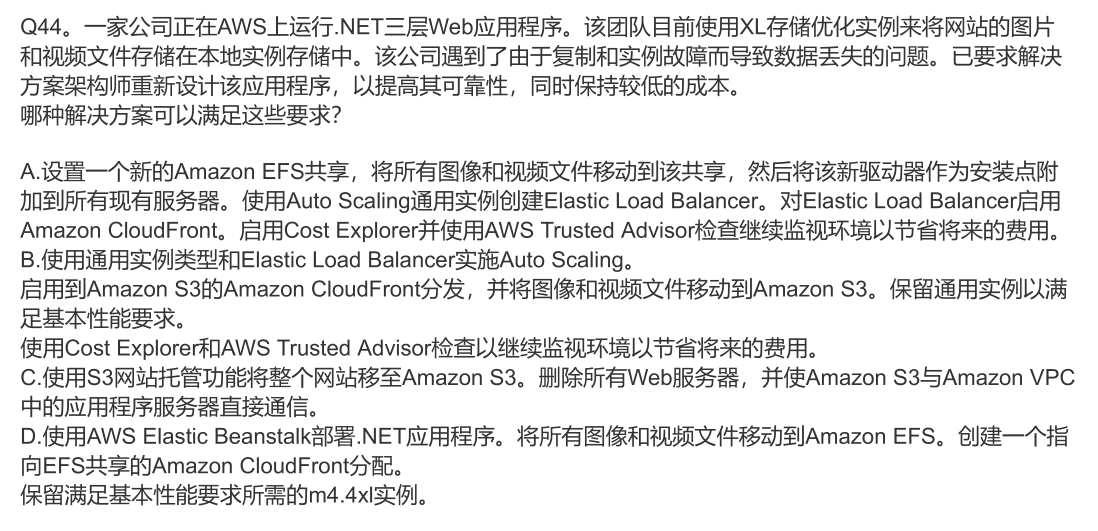 Q44。一家公司正在AWS上运行.NET三层Web应用程序。该团队目前使用XL存储优化实例来将网站的图片
和视频文件存储在本地实例存储中。该公司遇到了由于复制和实例故障而导致数据丢失的问题。已要求解决
方案架构师重新设计该应用程序，以提高其可靠性，同时保持较低的成本。
哪种解决方案可以满足这些要求？

A.设置一个新的Amazon EFS共享，将所有图像和视频文件移动到该共享，然后将该新驱动器作为安装点附
加到所有现有服务器。使用Auto Scaling通用实例创建Elastic Load Balancer。对Elastic Load Balancer启用
Amazon CloudFront。启用Cost Explorer并使用AWS Trusted Advisor检查继续监视环境以节省将来的费用。
B.使用通用实例类型和Elastic Load Balancer实施Auto Scaling。
启用到Amazon S3的Amazon CloudFront分发，并将图像和视频文件移动到Amazon S3。保留通用实例以满
足基本性能要求。
使用Cost Explorer和AWS Trusted Advisor检查以继续监视环境以节省将来的费用。
C.使用S3网站托管功能将整个网站移至Amazon S3。删除所有Web服务器，并使Amazon S3与Amazon VPC
中的应用程序服务器直接通信。
D.使用AWS Elastic Beanstalk部署.NET应用程序。将所有图像和视频文件移动到Amazon EFS。创建一个指
向EFS共享的Amazon CloudFront分配。
保留满足基本性能要求所需的m4.4xl实例。